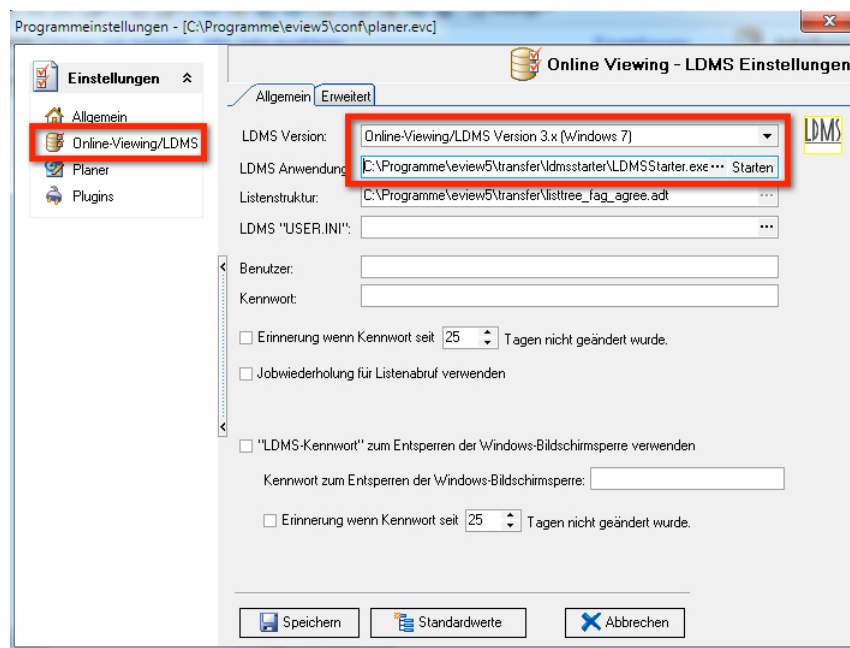 Programmeinstellungen - [C:\Programme\eview5\conf\planer.evc]
Einstellungen
Allgemein
Online-Viewing/LDMS
Planer
Plugins
Online Viewing - LDMS Einstellungen
Allgemein Erweitert
LDMS Version: Online-Viewing/LDMS Version 3.x (Windows 7)
LDMS
LDMS Anwendung C:\Programme\eview5\transfer\ldmsstarter\LDMSStarter.exe ... Starten
Listenstruktur: C:\Programme\eview5\transfer\listtree_fag_agree.adt ...
LDMS "USER.INI": ...
Benutzer:
Kennwort:
Erinnerung wenn Kennwort seit 25 Tagen nicht geändert wurde.
Jobwiederholung für Listenabruf verwenden
"LDMS-Kennwort" zum Entsperren der Windows-Bildschirmsperre verwenden
Kennwort zum Entsperren der Windows-Bildschirmsperre:
Erinnerung wenn Kennwort seit 25 Tagen nicht geändert wurde.
Speichern Standardwerte Abbrechen